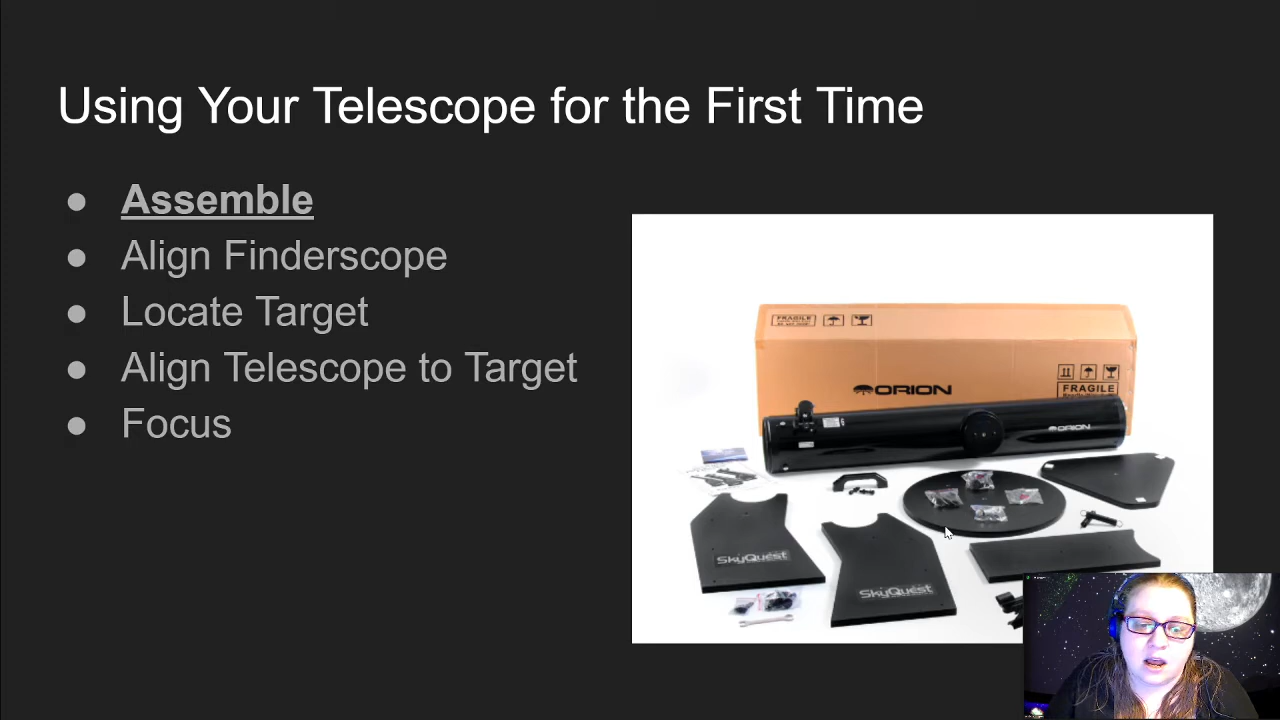 Using Your Telescope for the First Time
● Assemble
● Align Finderscope
● Locate Target
● Align Telescope to Target
● Focus
FRAGILE
ORION
FRAGILE
ORION
SkyQuest
SkyQuest